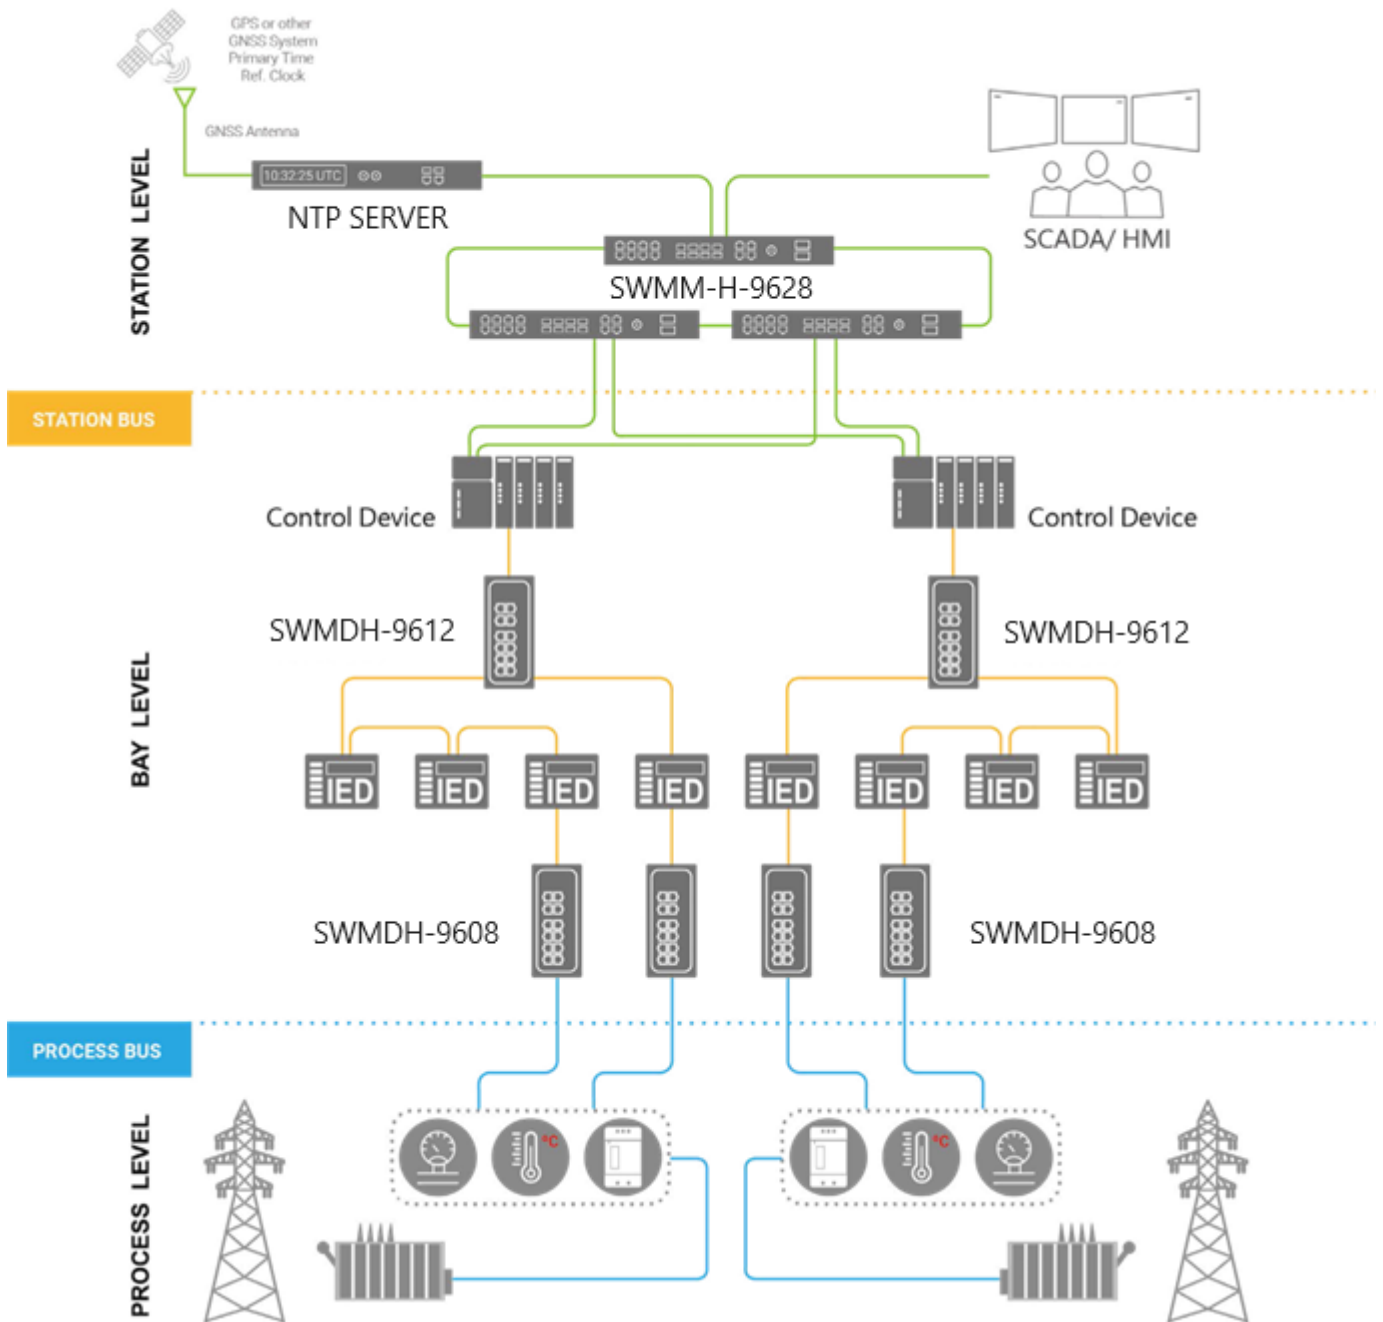 GPS or other
GNSS System
Primary Time
Ref. Clock
GNSS Antenna
STATION LEVEL
10:32:25 UTC
NTP SERVER
SCADA/ HMI
SWMM-H-9628
STATION BUS
Control Device
Control Device
SWMDH-9612
SWMDH-9612
BAY LEVEL
IED
IED
IED
IED
IED
IED
IED
IED
SWMDH-9608
SWMDH-9608
PROCESS BUS
PROCESS LEVEL
°C
°C